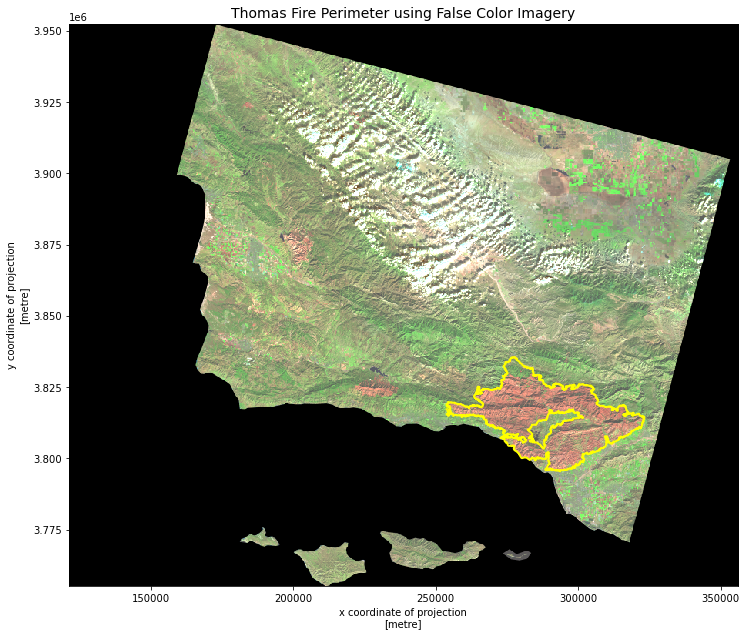 Thomas Fire Perimeter using False Color Imagery
1e6
3.950
3.925
3.900
3.875
3.850
3.825
3.800
3.775
y coordinate of projection
[metre]
150000
200000
250000
300000
350000
x coordinate of projection
[metre]